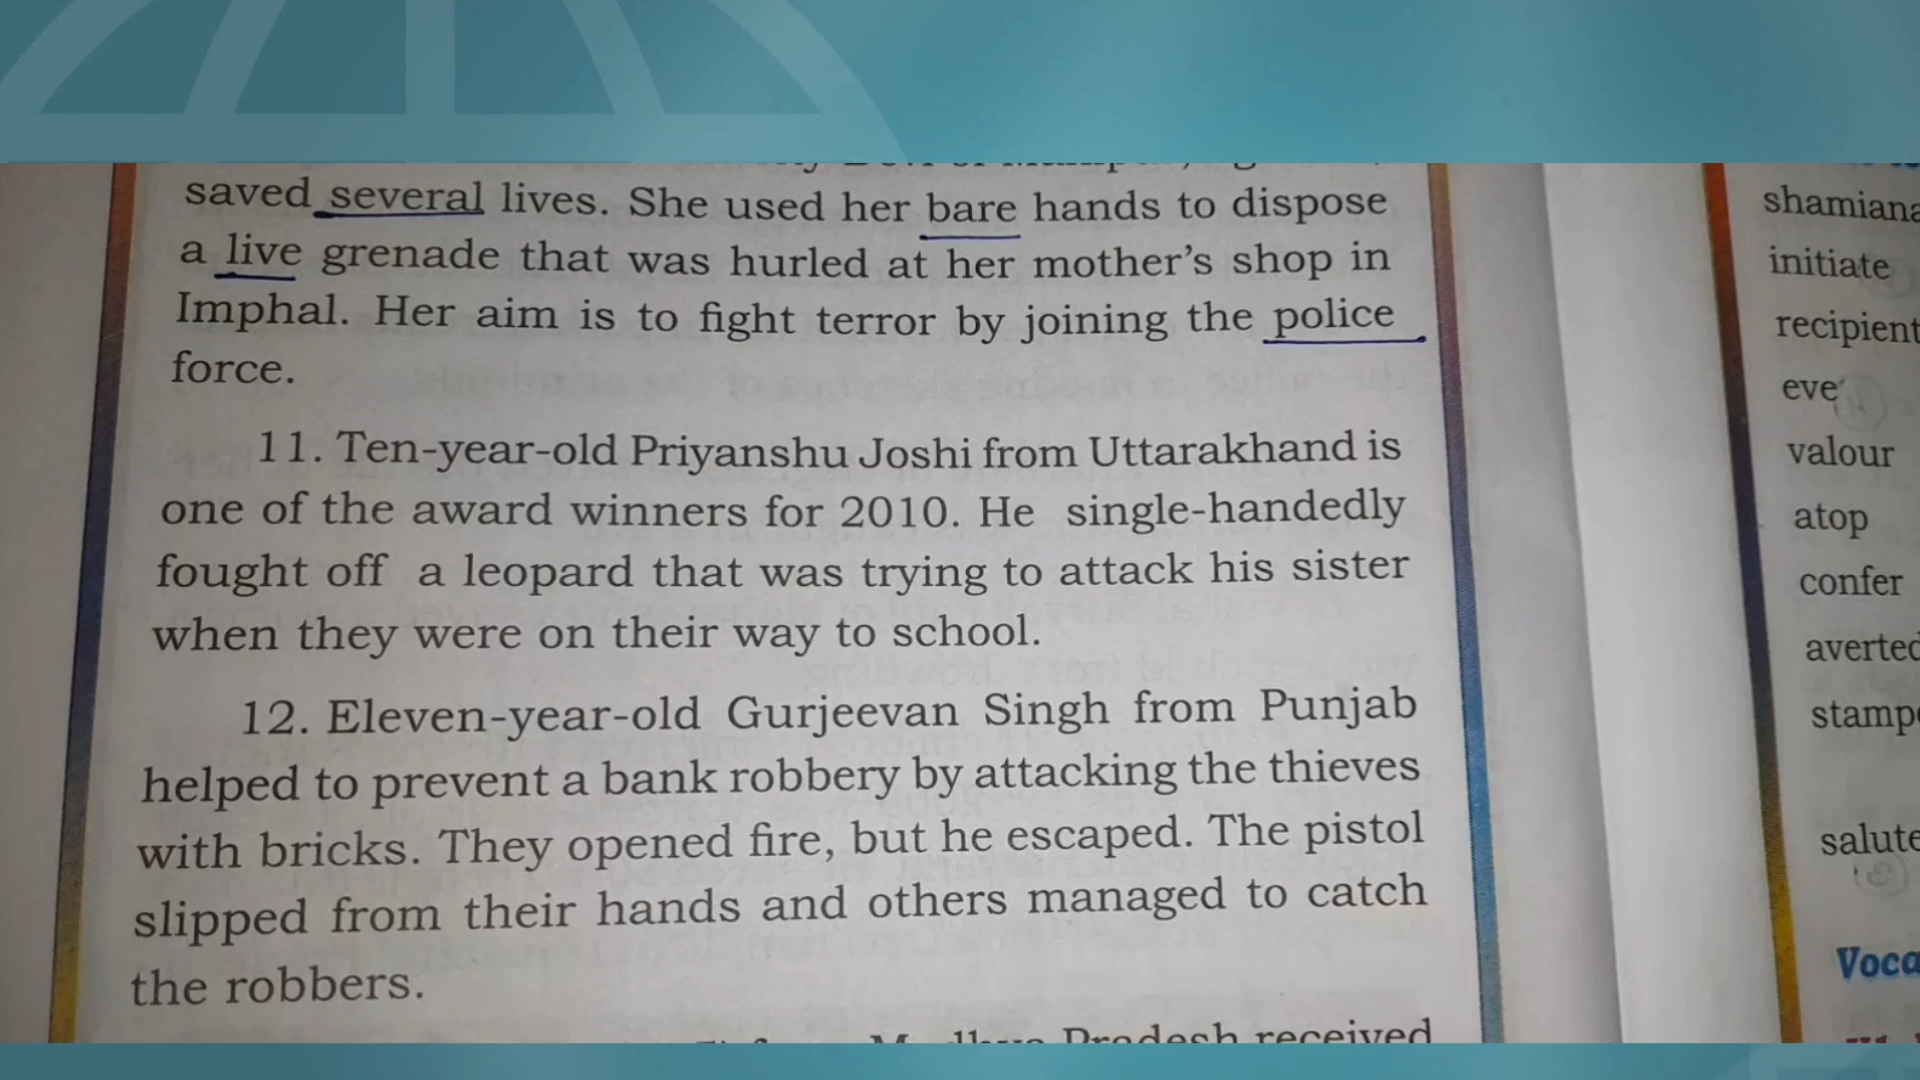 saved several lives. She used her bare hands to dispose
a live grenade that was hurled at her mother's shop in
Imphal. Her aim is to fight terror by joining the police
force.
11. Ten-year-old Priyanshu Joshi from Uttarakhand is
one of the award winners for 2010. He single-handedly
fought off a leopard that was trying to attack his sister
when they were on their way to school.
12. Eleven-year-old Gurjeevan Singh from Punjab
helped to prevent a bank robbery by attacking the thieves
with bricks. They opened fire, but he escaped. The pistol
slipped from their hands and others managed to catch
the robbers.
Pradesh received
shamiana
initiate
recipient
eve
valour
atop
confer
averted
salute